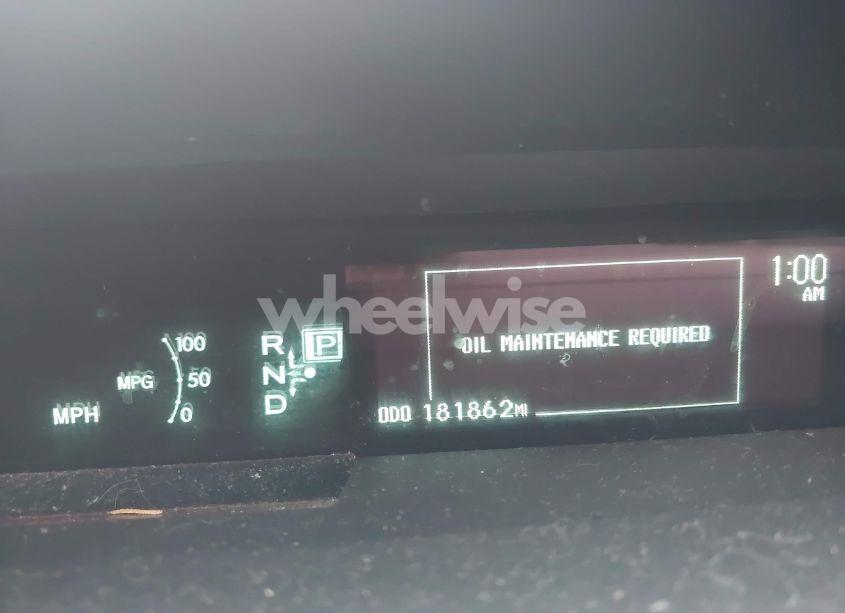 wheelwise
1:00
AM
OIL MAINTENANCE REQUIRED
R P
N
D
100
MPG 50
0
MPH
ODO 181862MI